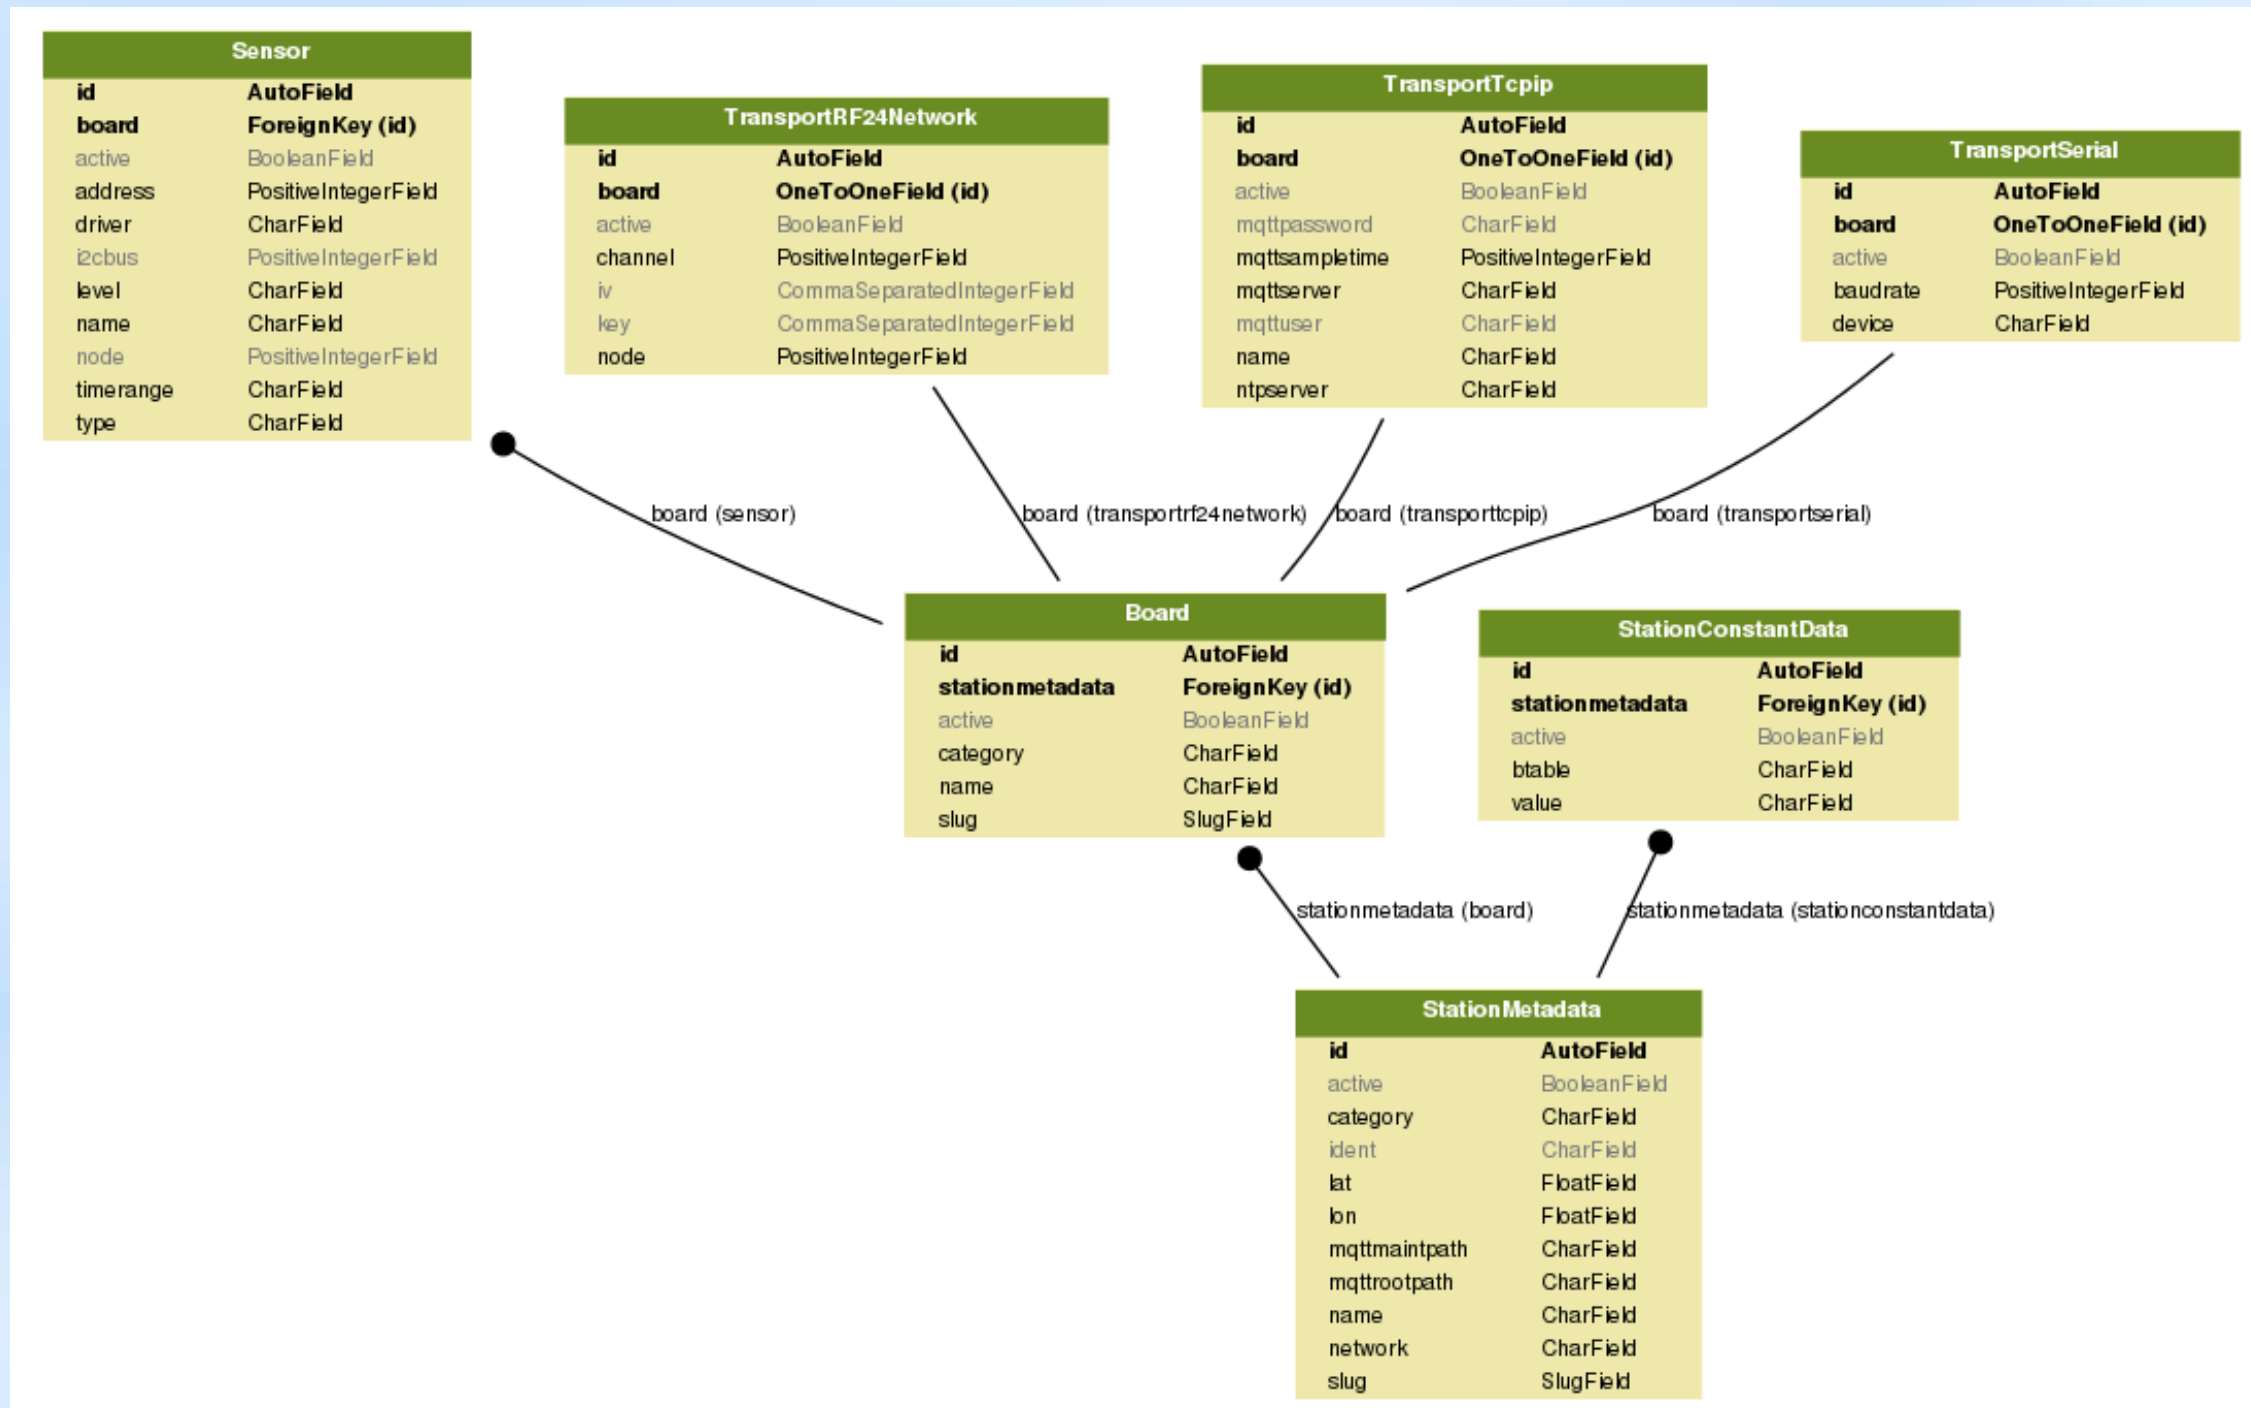 Sensor
id AutoField
board ForeignKey (id)
active BooleanField
address PositiveIntegerField
driver CharField
i2cbus PositiveIntegerField
level CharField
name CharField
node PositiveIntegerField
timerange CharField
type CharField
TransportRF24Network
id AutoField
board OneToOneField (id)
active BooleanField
channel PositiveIntegerField
iv CommaSeparatedIntegerField
key CommaSeparatedIntegerField
node PositiveIntegerField
TransportTcpip
id AutoField
board OneToOneField (id)
active BooleanField
mqttpassword CharField
mqttsampletime PositiveIntegerField
mqttserver CharField
mqttuser CharField
name CharField
ntpserver CharField
TransportSerial
id AutoField
board OneToOneField (id)
active BooleanField
baudrate PositiveIntegerField
device CharField
board (sensor)
board (transportrf24network)
board (transporttcpip)
board (transportserial)
Board
id AutoField
stationmetadata ForeignKey (id)
active BooleanField
category CharField
name CharField
slug SlugField
StationConstantData
id AutoField
stationmetadata ForeignKey (id)
active BooleanField
btable CharField
value CharField
stationmetadata (board)
stationmetadata (stationconstantdata)
StationMetadata
id AutoField
active BooleanField
category CharField
ident CharField
lat FloatField
lon FloatField
mqttmaintpath CharField
mqttrootpath CharField
name CharField
network CharField
slug SlugField